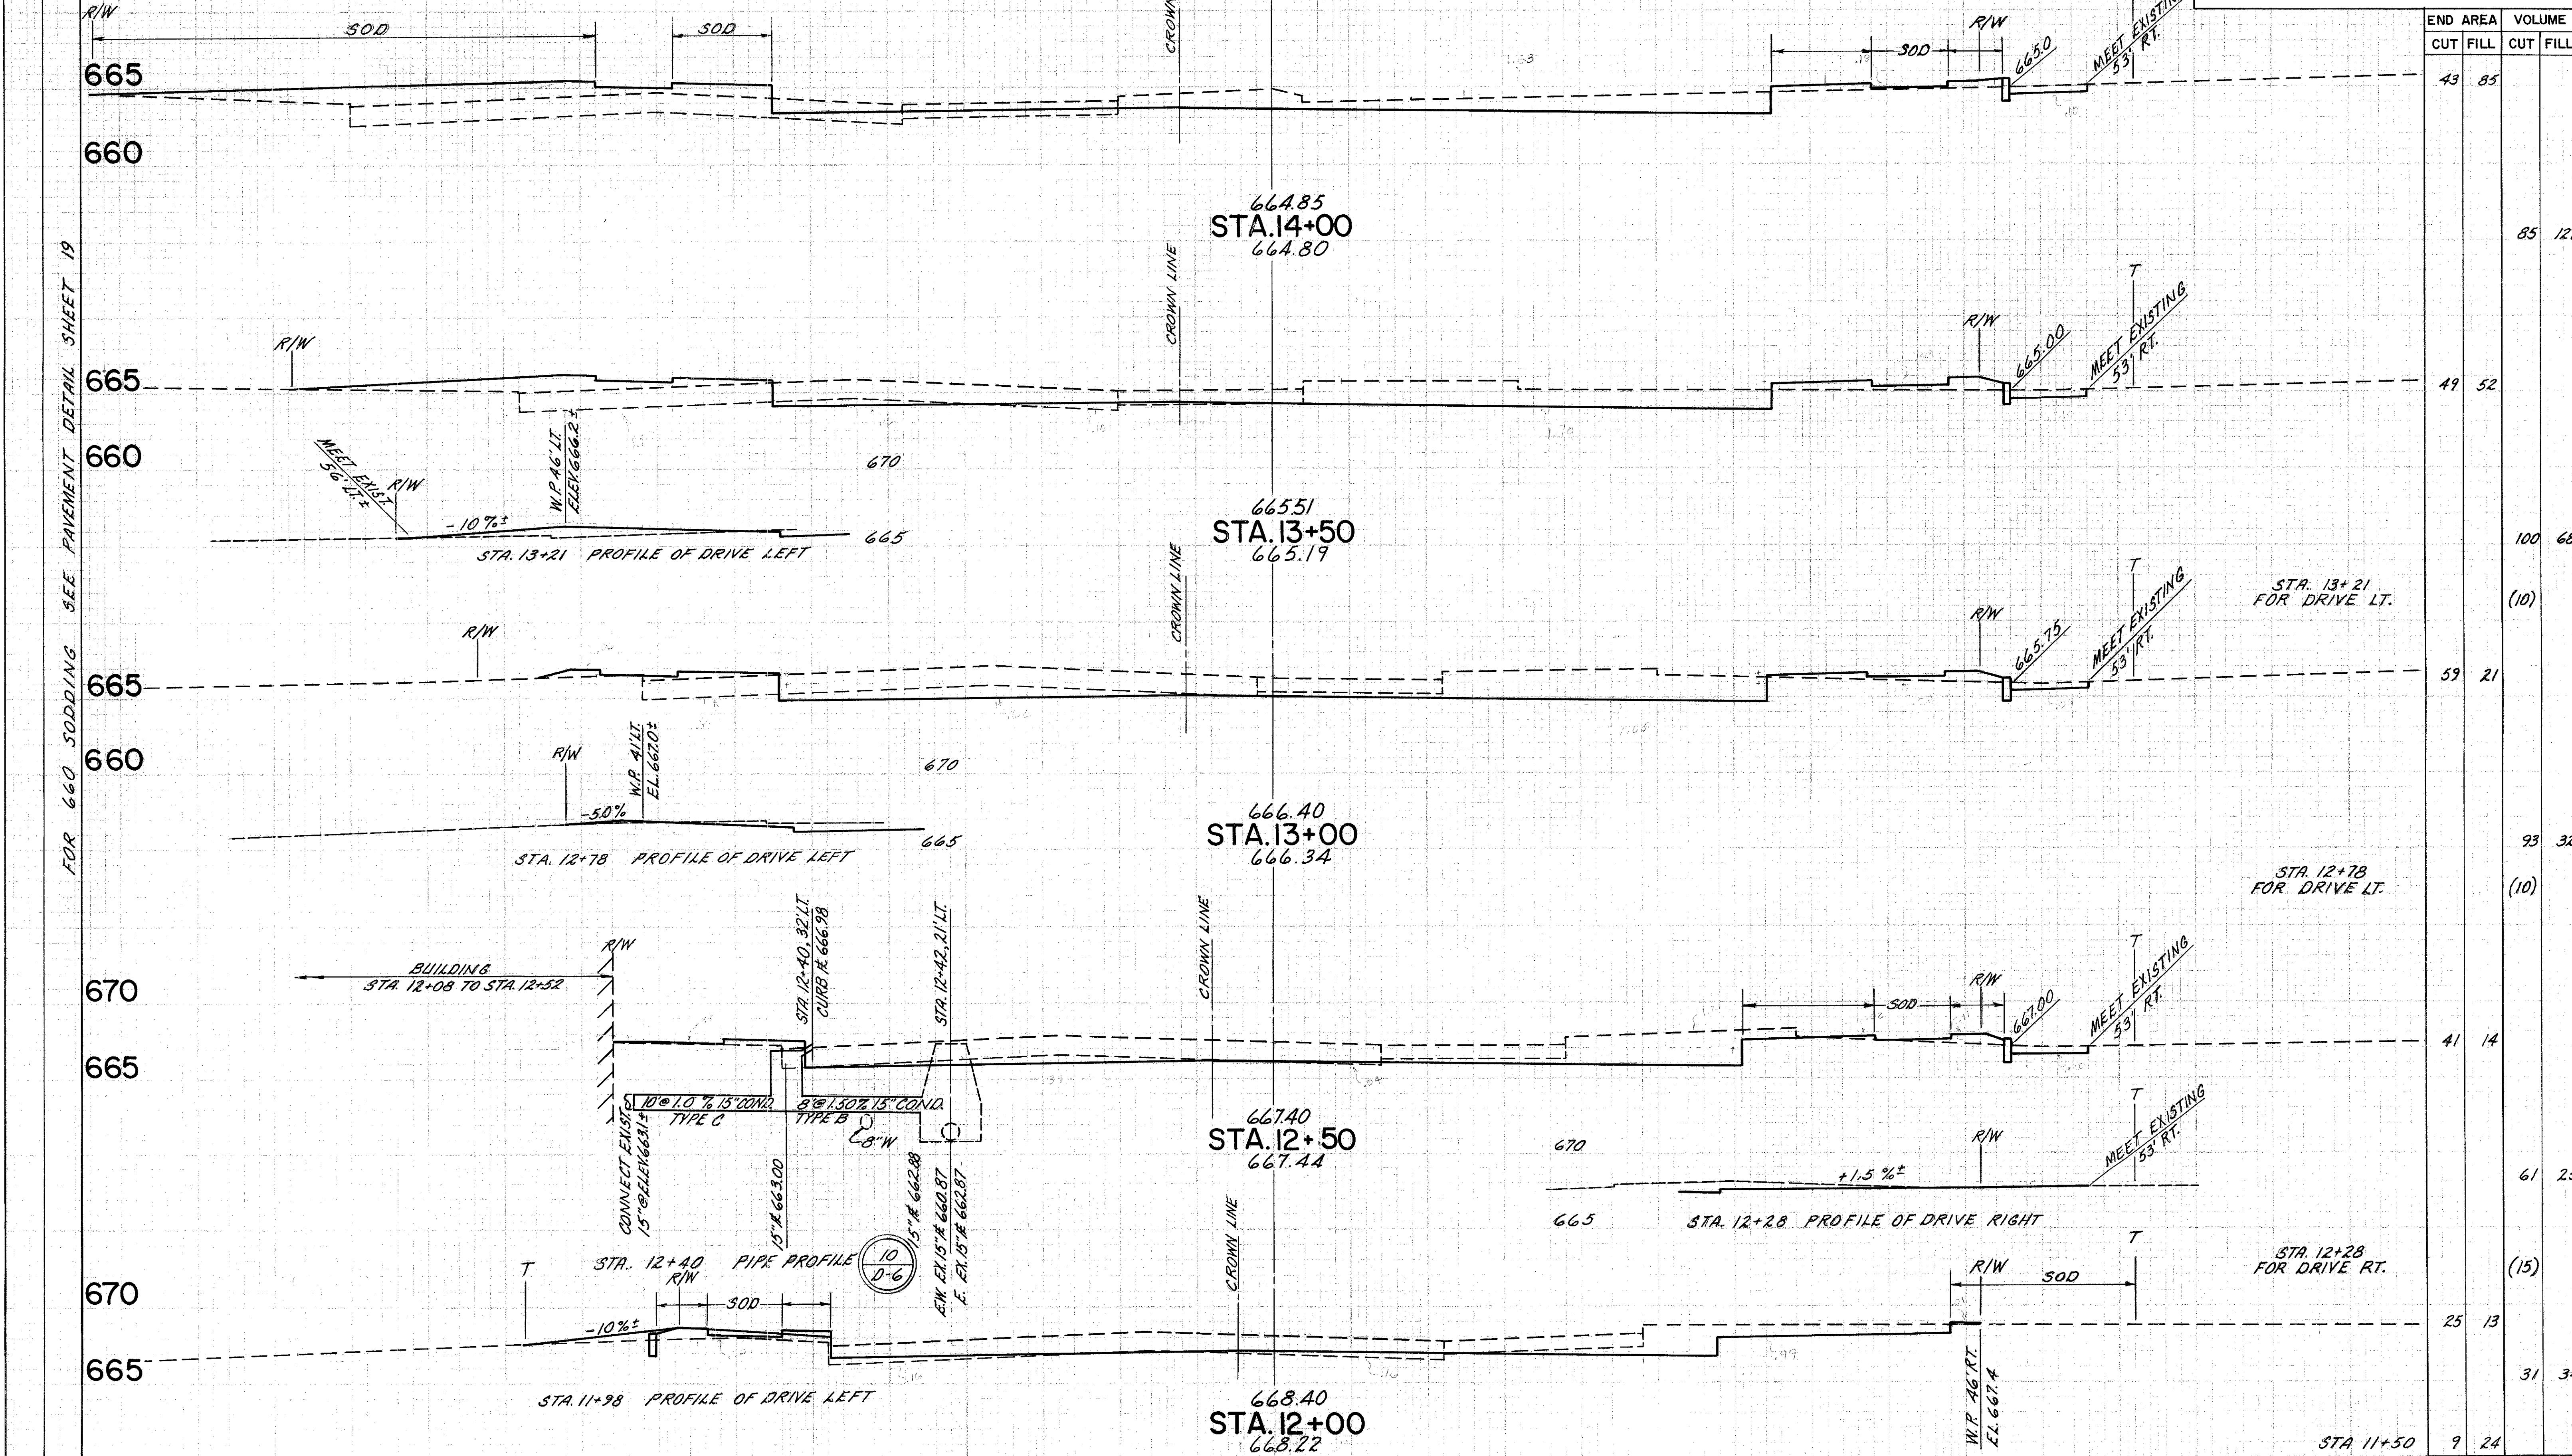 R/W
SOD
SOD
R/W
SOD
665.0
MEET EXISTING
53' RT.
END AREA
VOLUME
CUT
FILL
CUT
FILL
665
43
85
660
664.85
STA.14+00
664.80
85
CROWN LINE
T
R/W
R/W
665.00
MEET EXISTING
53' RT.
665
49
52
660
MEET EXIST
56' LT.±
R/W
W.P. 46' LT.
ELEV. 666.2±
670
-10%±
665
STA. 13+21 PROFILE OF DRIVE LEFT
665.51
STA.13+50
665.19
100
68
FOR 660 SODDING SEE PAVEMENT DETAIL SHEET 19
CROWN LINE
T
R/W
R/W
665.75
MEET EXISTING
53' RT.
STA. 13+21
FOR DRIVE LT.
(10)
665
59
21
660
R/W
W.P. 41' LT.
EL. 667.0±
670
-5.0%
665
STA. 12+78 PROFILE OF DRIVE LEFT
666.40
STA.13+00
666.34
93
32
STA. 12+78
FOR DRIVE LT.
(10)
BUILDING
STA. 12+08 TO STA. 12+52
R/W
STA. 12+40, 32' LT.
CURB ⅊ 666.98
STA. 12+42, 21' LT.
CROWN LINE
SOD
R/W
667.00
T
MEET EXISTING
53' RT.
670
665
41
14
10' @ 1.0 % 15" COND.
TYPE C
8' @ 1.50% 15" COND.
TYPE B
8" W
CONNECT EXIST.
15" @ ELEV. 663.1±
15" ⅊ 663.00
15" ⅊ 662.88
E.W. EX. 15" ⅊ 660.87
E. EX. 15" ⅊ 662.87
STA. 12+40 PIPE PROFILE
10
D-6
667.40
STA.12+50
667.44
670
+1.5 %±
R/W
T
MEET EXISTING
53' RT.
665
STA. 12+28 PROFILE OF DRIVE RIGHT
61
STA. 12+28
FOR DRIVE RT.
(15)
670
T
R/W
SOD
-10%±
CROWN LINE
R/W
SOD
T
25
13
665
STA. 11+98 PROFILE OF DRIVE LEFT
668.40
STA.12+00
668.22
W.P. 46' RT.
EL. 667.4
31
STA 11+50
9
24